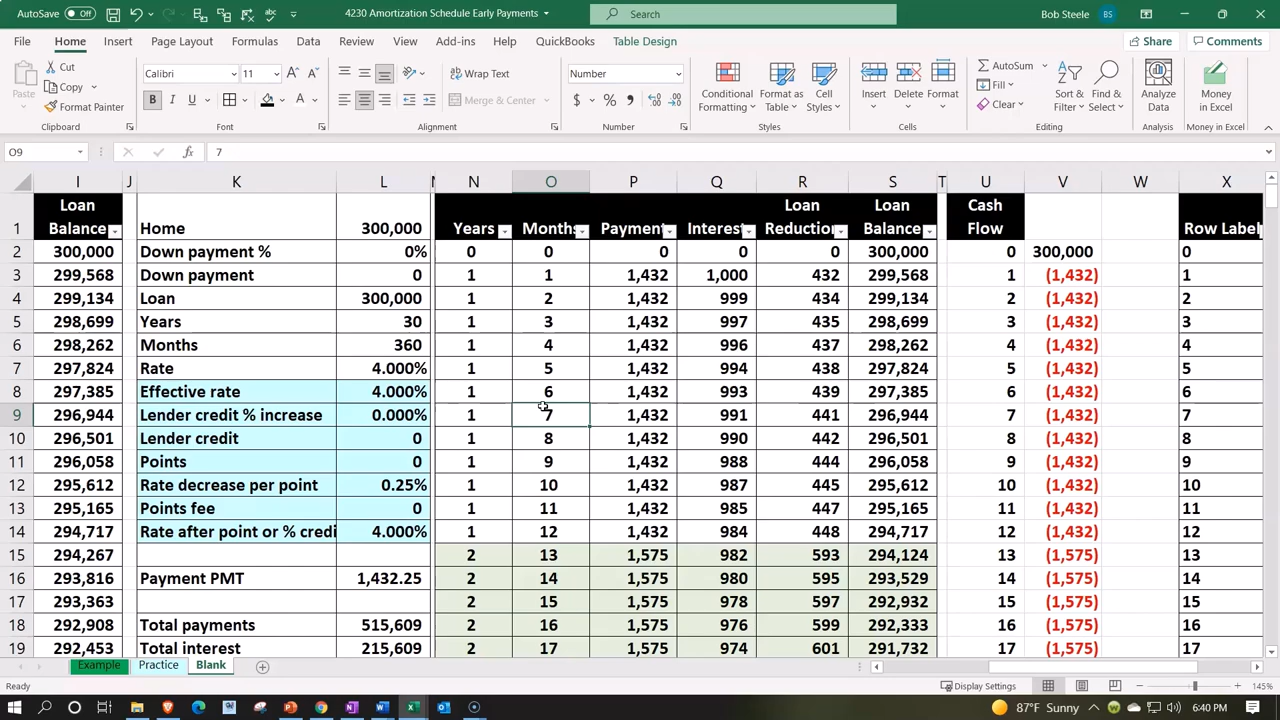 AutoSave Off 4230 Amortization Schedule Early Payments Search Bob Steele BS
File Home Insert Page Layout Formulas Data Review View Add-ins Help QuickBooks Table Design Share Comments
Paste Cut Copy Format Painter Calibri 11 Wrap Text Merge & Center Number Conditional Formatting Format as Table Cell Styles Insert Delete Format AutoSum Fill Clear Sort & Filter Find & Select Analyze Data Money in Excel
Clipboard Font Alignment Number Styles Cells Editing Analysis Money in Excel
O9 fx 7
I J K L N O P Q R S T U V W X
Loan Balance Home 300,000 Years Months Payment Interest Loan Reduction Loan Balance Cash Flow Row Label
1
2 300,000 Down payment % 0% 0 0 0 0 0 300,000 0 300,000 0
3 299,568 Down payment 0 1 1 1,432 1,000 432 299,568 1 (1,432) 1
4 299,134 Loan 300,000 1 2 1,432 999 434 299,134 2 (1,432) 2
5 298,699 Years 30 1 3 1,432 997 435 298,699 3 (1,432) 3
6 298,262 Months 360 1 4 1,432 996 437 298,262 4 (1,432) 4
7 297,824 Rate 4.000% 1 5 1,432 994 438 297,824 5 (1,432) 5
8 297,385 Effective rate 4.000% 1 6 1,432 993 439 297,385 6 (1,432) 6
9 296,944 Lender credit % increase 0.000% 1 7 1,432 991 441 296,944 7 (1,432) 7
10 296,501 Lender credit 0 1 8 1,432 990 442 296,501 8 (1,432) 8
11 296,058 Points 0 1 9 1,432 988 444 296,058 9 (1,432) 9
12 295,612 Rate decrease per point 0.25% 1 10 1,432 987 445 295,612 10 (1,432) 10
13 295,165 Points fee 0 1 11 1,432 985 447 295,165 11 (1,432) 11
14 294,717 Rate after point or % credi 4.000% 1 12 1,432 984 448 294,717 12 (1,432) 12
15 294,267 2 13 1,575 982 593 294,124 13 (1,575) 13
16 293,816 Payment PMT 1,432.25 2 14 1,575 980 595 293,529 14 (1,575) 14
17 293,363 2 15 1,575 978 597 292,932 15 (1,575) 15
18 292,908 Total payments 515,609 2 16 1,575 976 599 292,333 16 (1,575) 16
19 292,453 Total interest 215,609 2 17 1,575 974 601 291,732 17 (1,575) 17
Example Practice Blank
Ready Display Settings 145%
87°F Sunny 6:40 PM